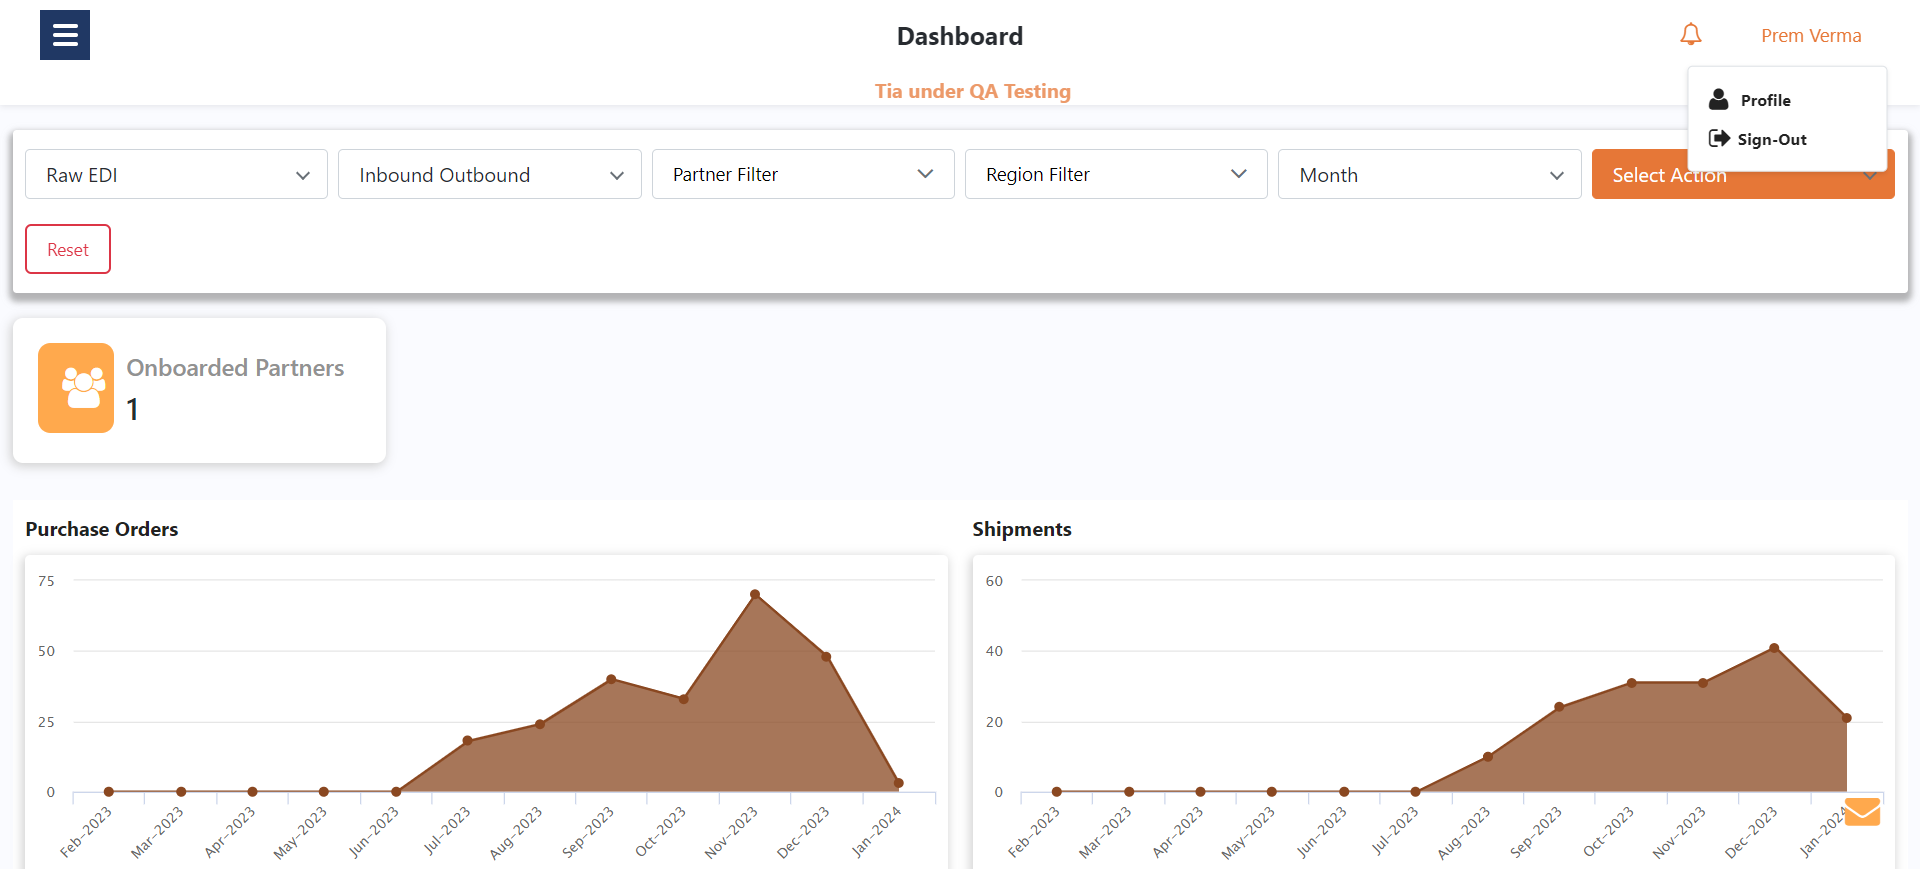 Dashboard
Prem Verma
Tia under QA Testing
Profile
Sign-Out
Raw EDI
Inbound Outbound
Partner Filter
Region Filter
Month
Select Action
Reset
Onboarded Partners
1
Purchase Orders
75
50
25
0
Feb-2023
Mar-2023
Apr-2023
May-2023
Jun-2023
Jul-2023
Aug-2023
Sep-2023
Oct-2023
Nov-2023
Dec-2023
Jan-2024
Shipments
60
40
20
0
Feb-2023
Mar-2023
Apr-2023
May-2023
Jun-2023
Jul-2023
Aug-2023
Sep-2023
Oct-2023
Nov-2023
Dec-2023
Jan-2024